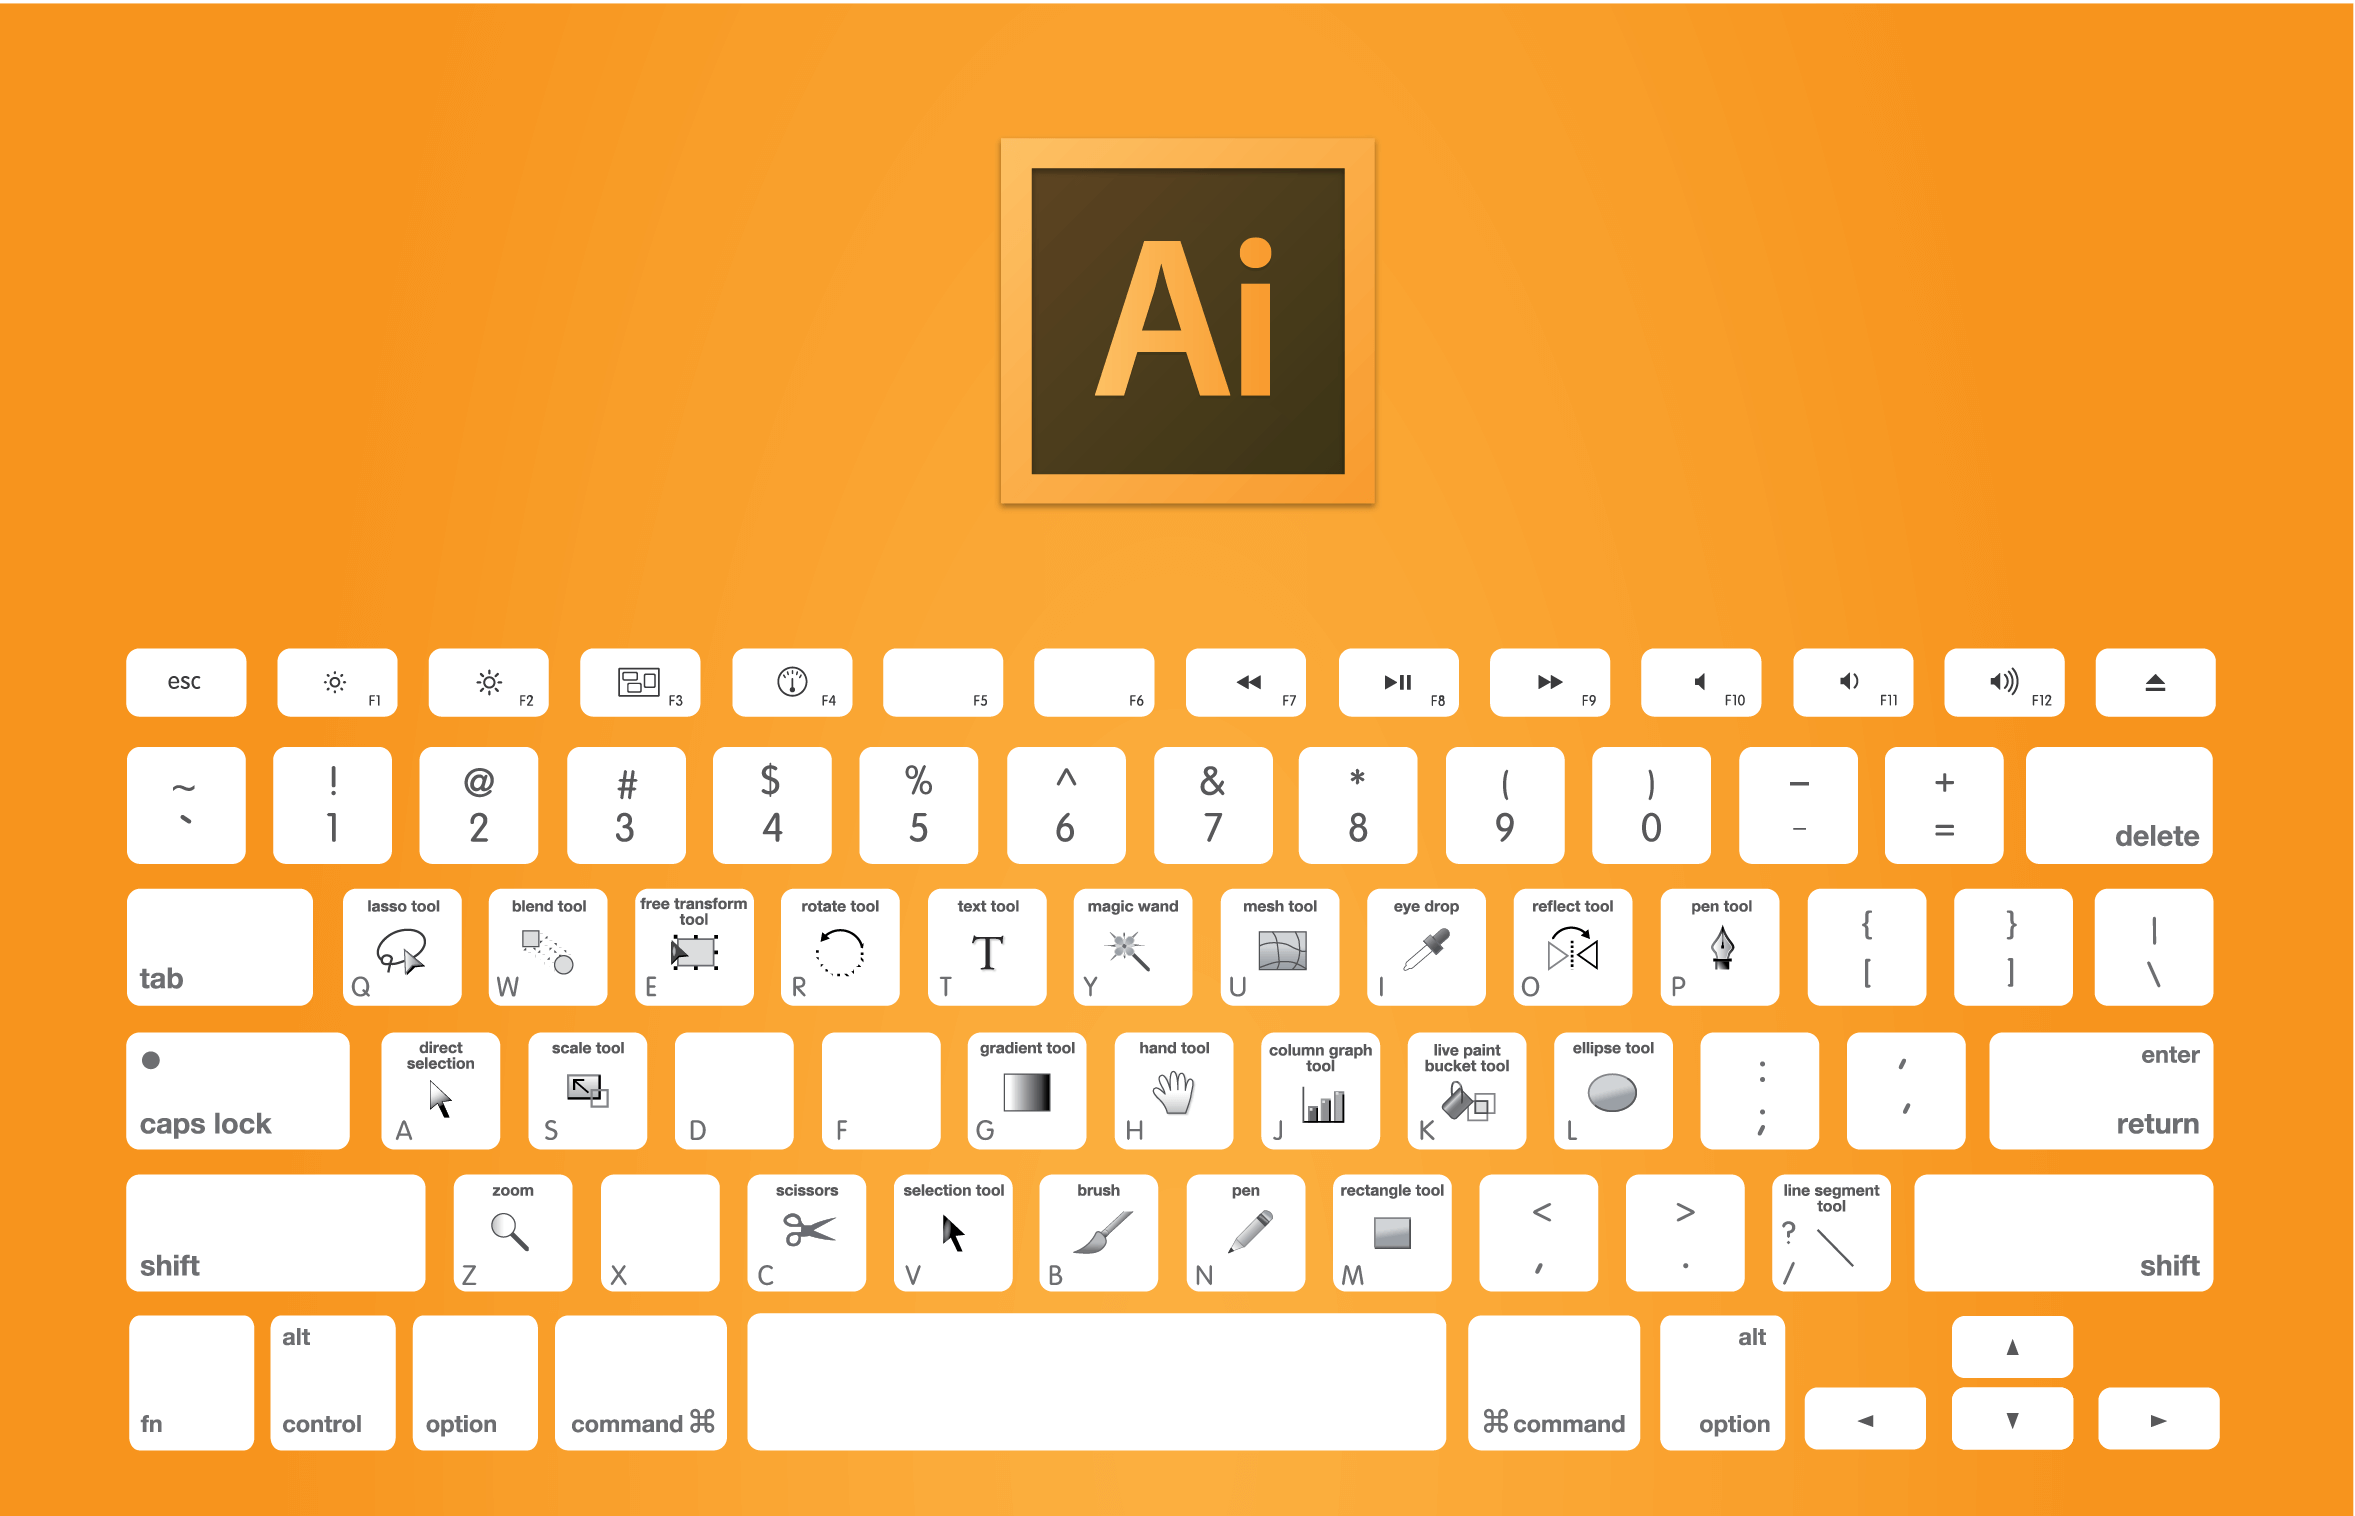 Ai
esc
F1
F2
F3
F4
F5
F6
F7
F8
F9
F10
F11
F12
~
`
!
1
@
2
#
3
$
4
%
5
^
6
&
7
*
8
(
9
)
0
–
-
+
=
delete
tab
lasso tool
Q
blend tool
W
free transform
tool
E
rotate tool
R
text tool
T
T
magic wand
Y
mesh tool
U
eye drop
I
reflect tool
O
pen tool
P
{
[
}
]
|
\
caps lock
direct
selection
A
scale tool
S
D
F
gradient tool
G
hand tool
H
column graph
tool
J
live paint
bucket tool
K
ellipse tool
L
:
;
′
,
enter
return
shift
zoom
Z
X
scissors
C
selection tool
V
brush
B
pen
N
rectangle tool
M
<
,
>
.
line segment
tool
?
/
shift
fn
alt
control
option
command ⌘
⌘ command
alt
option